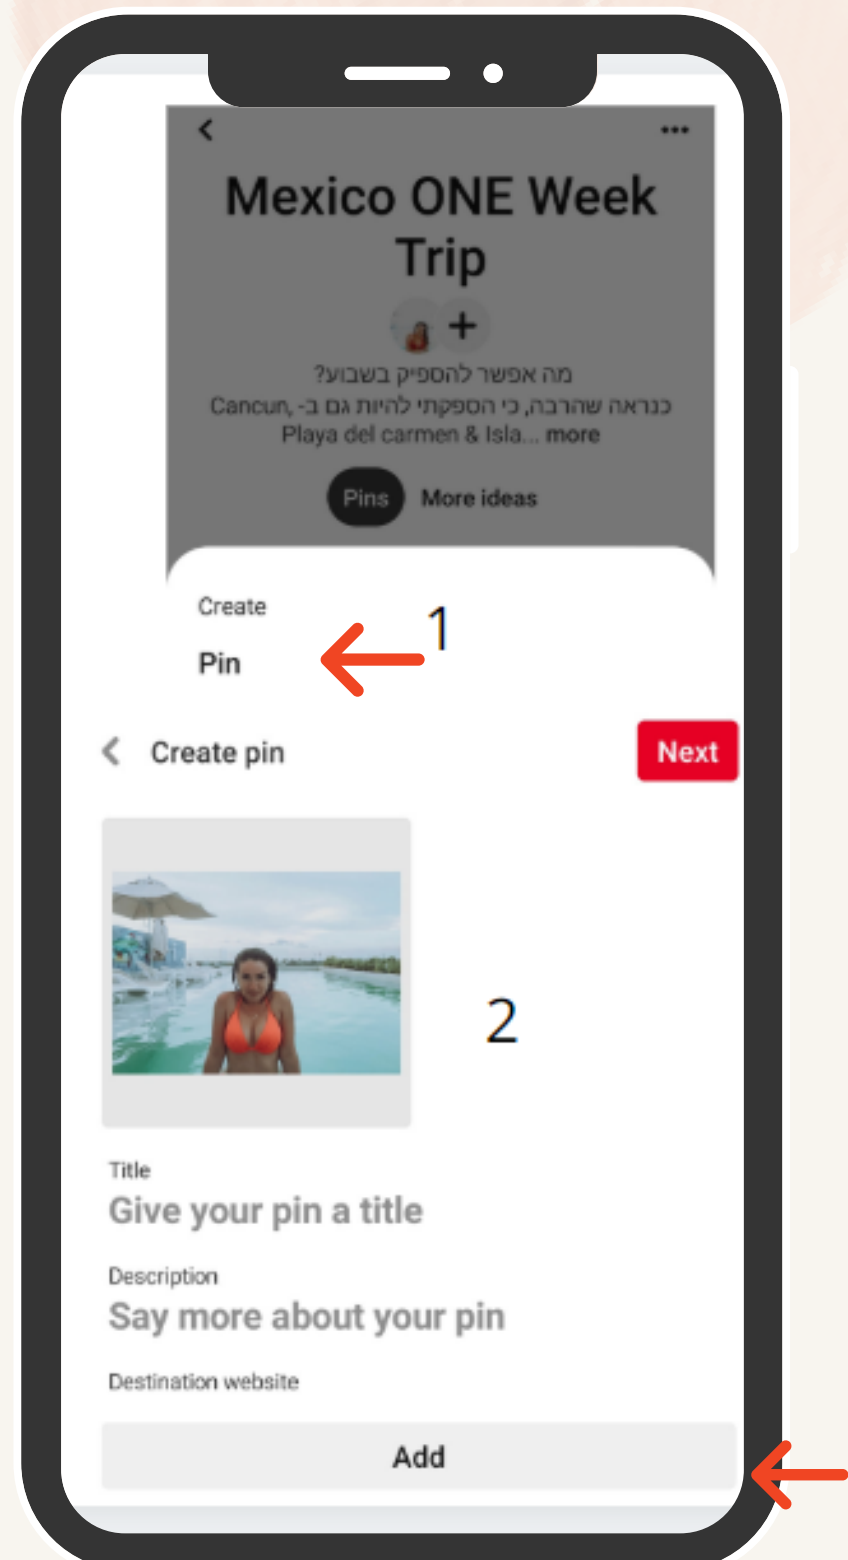 Mexico ONE Week
Trip
מה אפשר להספיק בשבוע?
כנראה שהרבה, כי הספקתי להיות גם ב- Cancun,
Playa del carmen & Isla... more
Pins More ideas
Create
1
Pin
Create pin Next
2
Title
Give your pin a title
Description
Say more about your pin
Destination website
Add